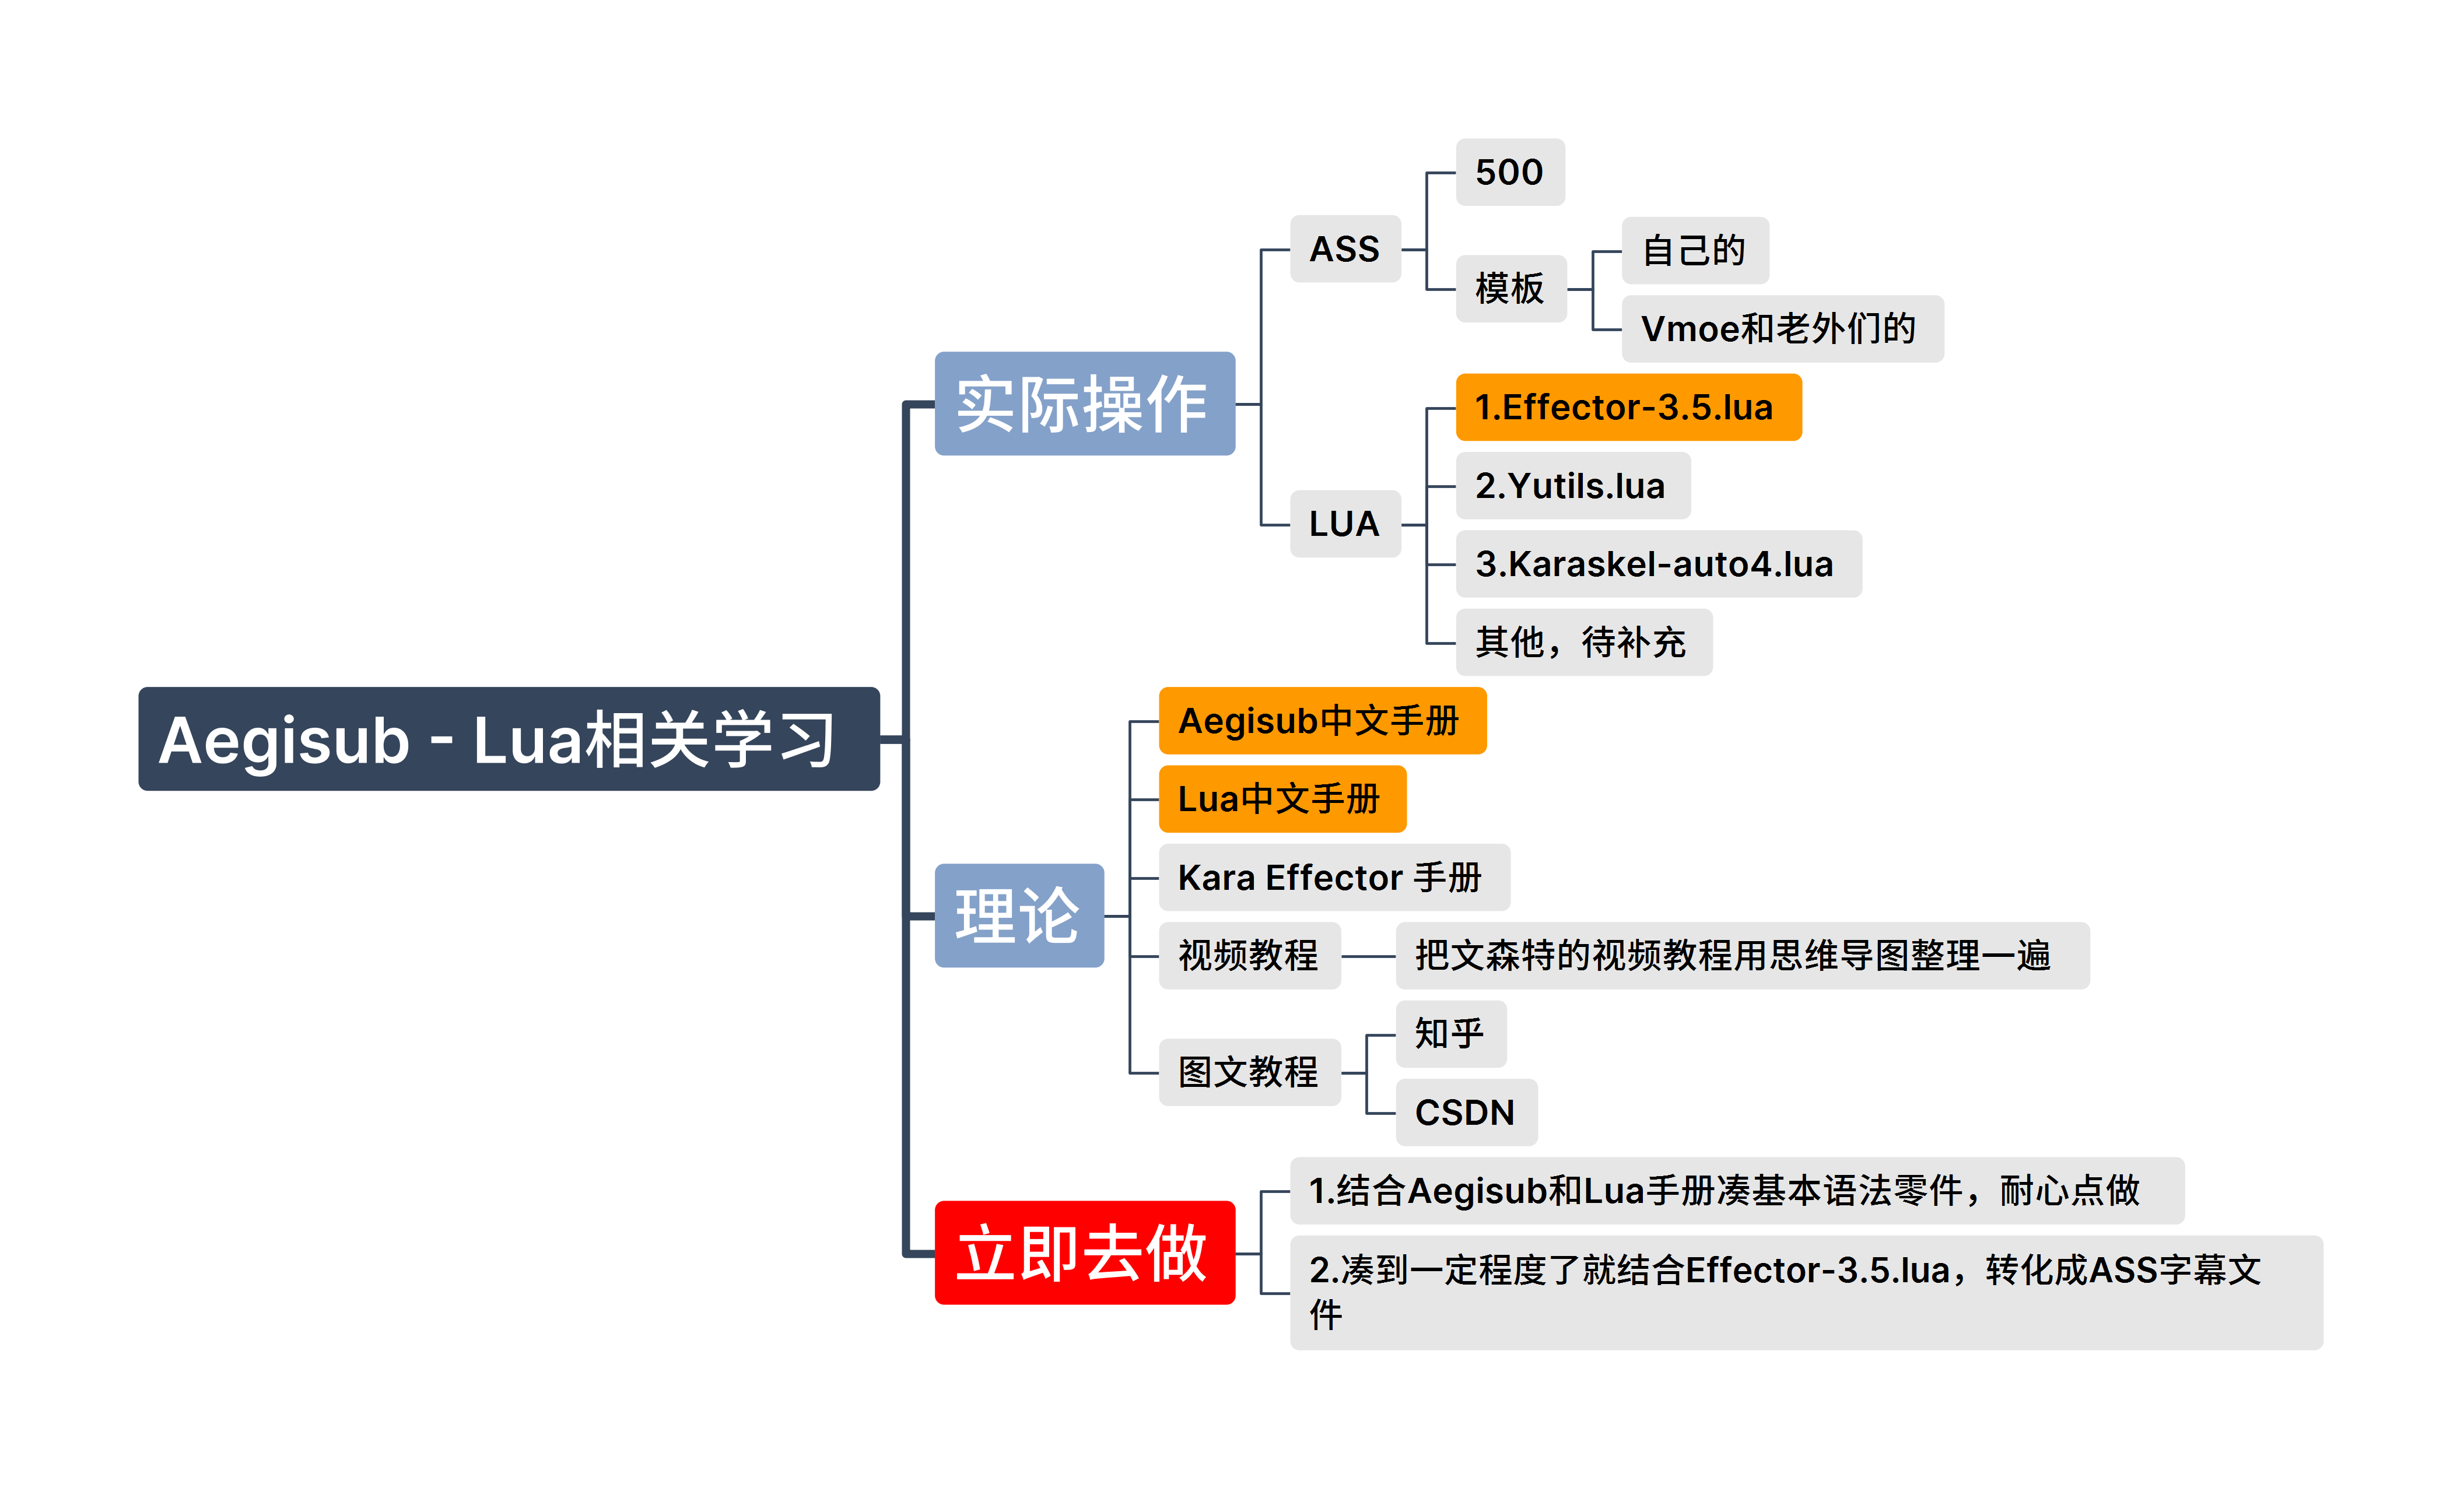 Aegisub - Lua相关学习
实际操作
ASS
500
模板
自己的
Vmoe和老外们的
LUA
1.Effector-3.5.lua
2.Yutils.lua
3.Karaskel-auto4.lua
其他，待补充
理论
Aegisub中文手册
Lua中文手册
Kara Effector 手册
视频教程
把文森特的视频教程用思维导图整理一遍
图文教程
知乎
CSDN
立即去做
1.结合Aegisub和Lua手册凑基本语法零件，耐心点做
2.凑到一定程度了就结合Effector-3.5.lua，转化成ASS字幕文
件